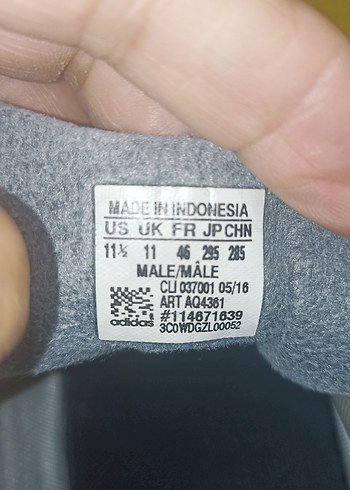 MADE IN INDONESIA
US UK FR JP CHN
11½ 11 46 295 285
MALE/MÂLE
CLI 037001 05/16
ART AQ4361
#114671639
adidas 3C0WDGZL00052